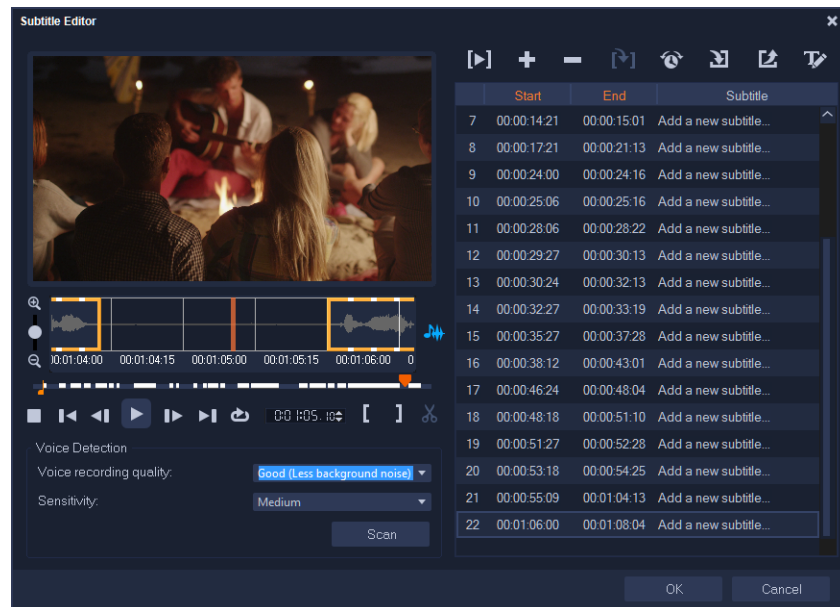 Subtitle Editor
Start End Subtitle
7 00:00:14:21 00:00:15:01 Add a new subtitle...
8 00:00:17:21 00:00:21:13 Add a new subtitle...
9 00:00:24:00 00:00:24:16 Add a new subtitle...
10 00:00:25:06 00:00:25:16 Add a new subtitle...
11 00:00:28:06 00:00:28:22 Add a new subtitle...
12 00:00:29:27 00:00:30:13 Add a new subtitle...
13 00:00:30:24 00:00:32:13 Add a new subtitle...
14 00:00:32:27 00:00:33:19 Add a new subtitle...
15 00:00:35:27 00:00:37:28 Add a new subtitle...
16 00:00:38:12 00:00:43:01 Add a new subtitle...
17 00:00:46:24 00:00:48:04 Add a new subtitle...
18 00:00:48:18 00:00:51:10 Add a new subtitle...
19 00:00:51:27 00:00:52:28 Add a new subtitle...
20 00:00:53:18 00:00:54:25 Add a new subtitle...
21 00:00:55:09 00:01:04:13 Add a new subtitle...
22 00:01:06:00 00:01:08:04 Add a new subtitle...
00:01:04:00 00:01:04:15 00:01:05:00 00:01:05:15 00:01:06:00 0
0:0 1:05. 10
Voice Detection
Voice recording quality: Good (Less background noise)
Sensitivity: Medium
Scan
OK Cancel